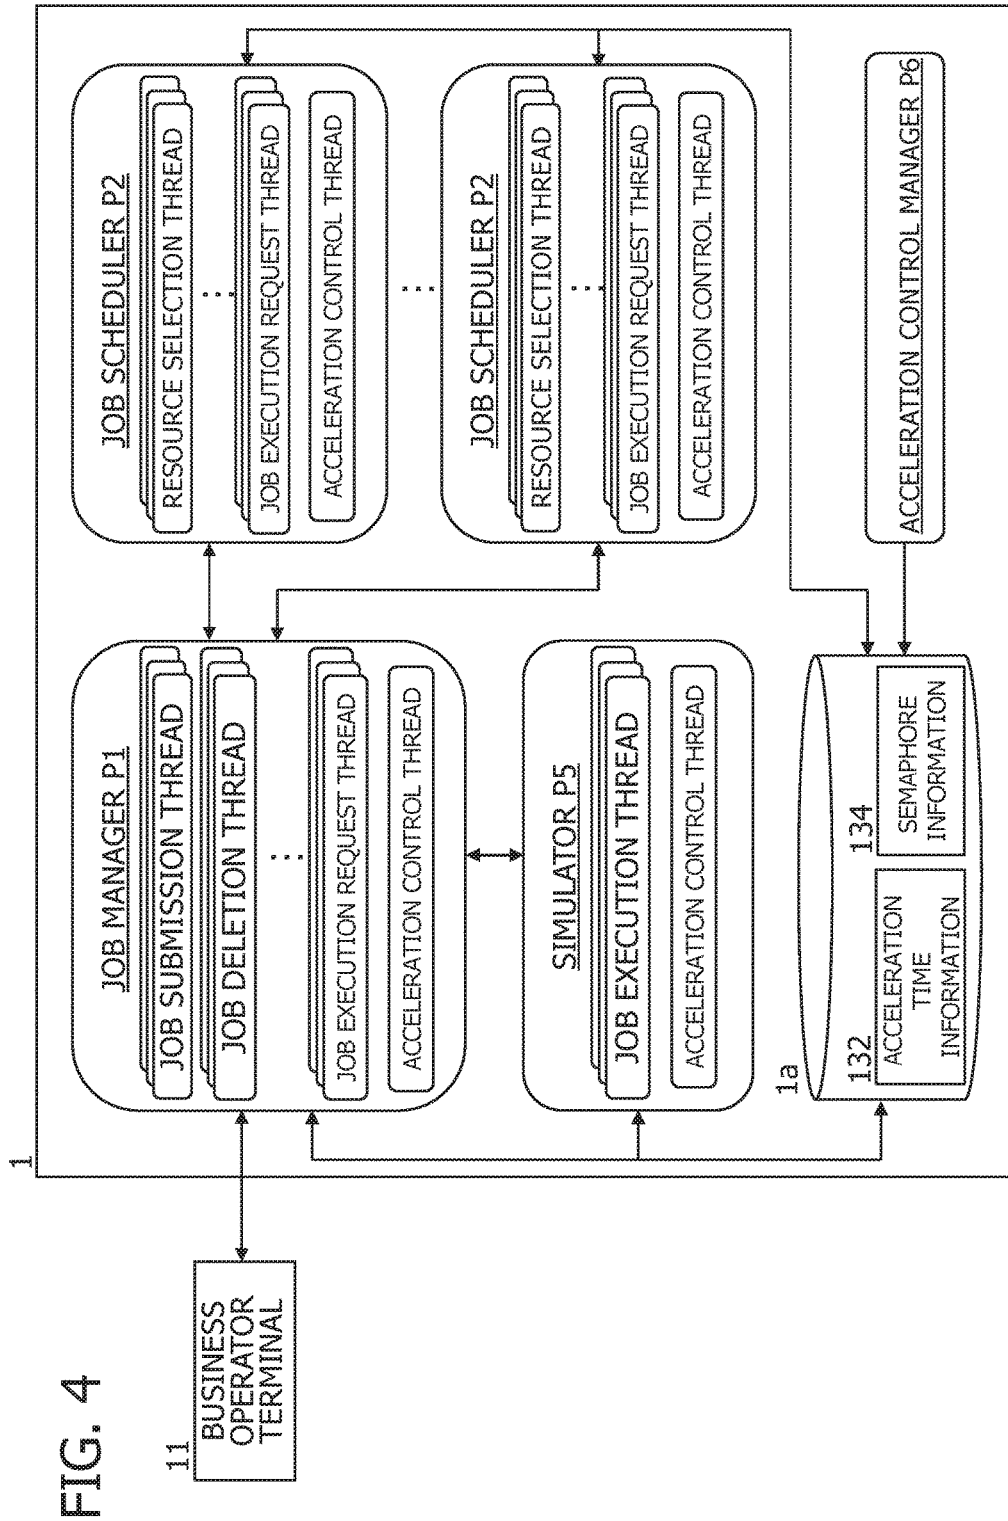 FIG. 4
11
BUSINESS
OPERATOR
TERMINAL
1
JOB MANAGER P1
JOB SUBMISSION THREAD
JOB DELETION THREAD
...
JOB EXECUTION REQUEST THREAD
ACCELERATION CONTROL THREAD
JOB SCHEDULER P2
RESOURCE SELECTION THREAD
...
JOB EXECUTION REQUEST THREAD
ACCELERATION CONTROL THREAD
...
JOB SCHEDULER P2
RESOURCE SELECTION THREAD
...
JOB EXECUTION REQUEST THREAD
ACCELERATION CONTROL THREAD
SIMULATOR P5
JOB EXECUTION THREAD
ACCELERATION CONTROL THREAD
1a
132
ACCELERATION
TIME
INFORMATION
134
SEMAPHORE
INFORMATION
ACCELERATION CONTROL MANAGER P6